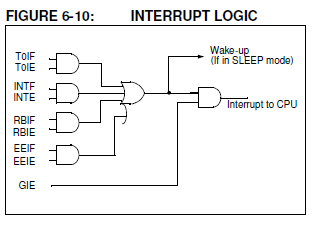 FIGURE 6-10: INTERRUPT LOGIC
T0IF
T0IE
INTF
INTE
RBIF
RBIE
EEIF
EEIE
GIE
Wake-up
(If in SLEEP mode)
Interrupt to CPU